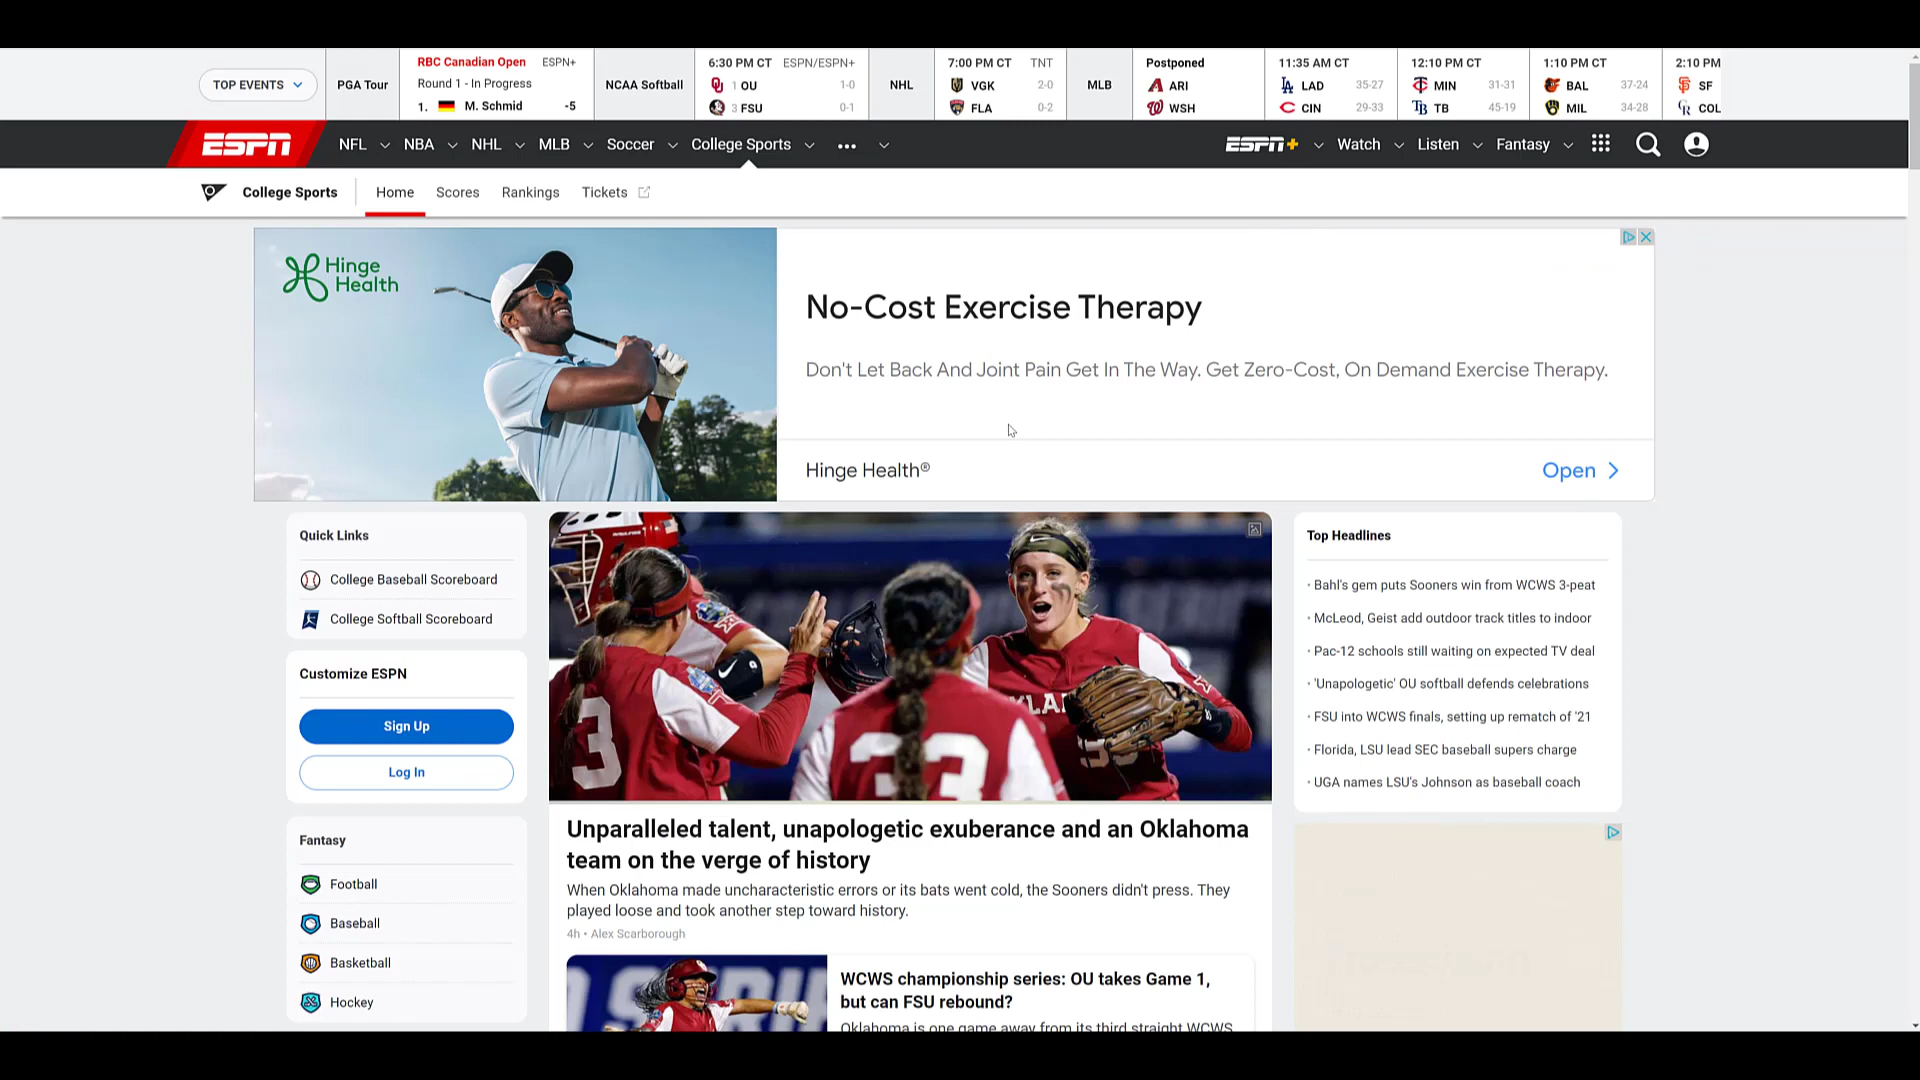 TOP EVENTS
PGA Tour
RBC Canadian Open ESPN+
Round 1 - In Progress
1. M. Schmid -5
NCAA Softball
6:30 PM CT ESPN/ESPN+
1 OU 1-0
3 FSU 0-1
NHL
7:00 PM CT TNT
VGK 2-0
FLA 0-2
MLB
Postponed
ARI
WSH
11:35 AM CT
LAD 35-27
CIN 29-33
12:10 PM CT
MIN 31-31
TB 45-19
1:10 PM CT
BAL 37-24
MIL 34-28
2:10 PM
SF
COL
ESPN NFL NBA NHL MLB Soccer College Sports ... ESPN+ Watch Listen Fantasy
College Sports Home Scores Rankings Tickets
Hinge
Health
No-Cost Exercise Therapy
Don't Let Back And Joint Pain Get In The Way. Get Zero-Cost, On Demand Exercise Therapy.
Hinge Health® Open
Quick Links
College Baseball Scoreboard
College Softball Scoreboard
Customize ESPN
Sign Up
Log In
Fantasy
Football
Baseball
Basketball
Hockey
3
33
Unparalleled talent, unapologetic exuberance and an Oklahoma
team on the verge of history
When Oklahoma made uncharacteristic errors or its bats went cold, the Sooners didn't press. They
played loose and took another step toward history.
4h • Alex Scarborough
WCWS championship series: OU takes Game 1,
but can FSU rebound?
Oklahoma is one game away from its third straight WCWS
Top Headlines
· Bahl's gem puts Sooners win from WCWS 3-peat
· McLeod, Geist add outdoor track titles to indoor
· Pac-12 schools still waiting on expected TV deal
· 'Unapologetic' OU softball defends celebrations
· FSU into WCWS finals, setting up rematch of '21
· Florida, LSU lead SEC baseball supers charge
· UGA names LSU's Johnson as baseball coach